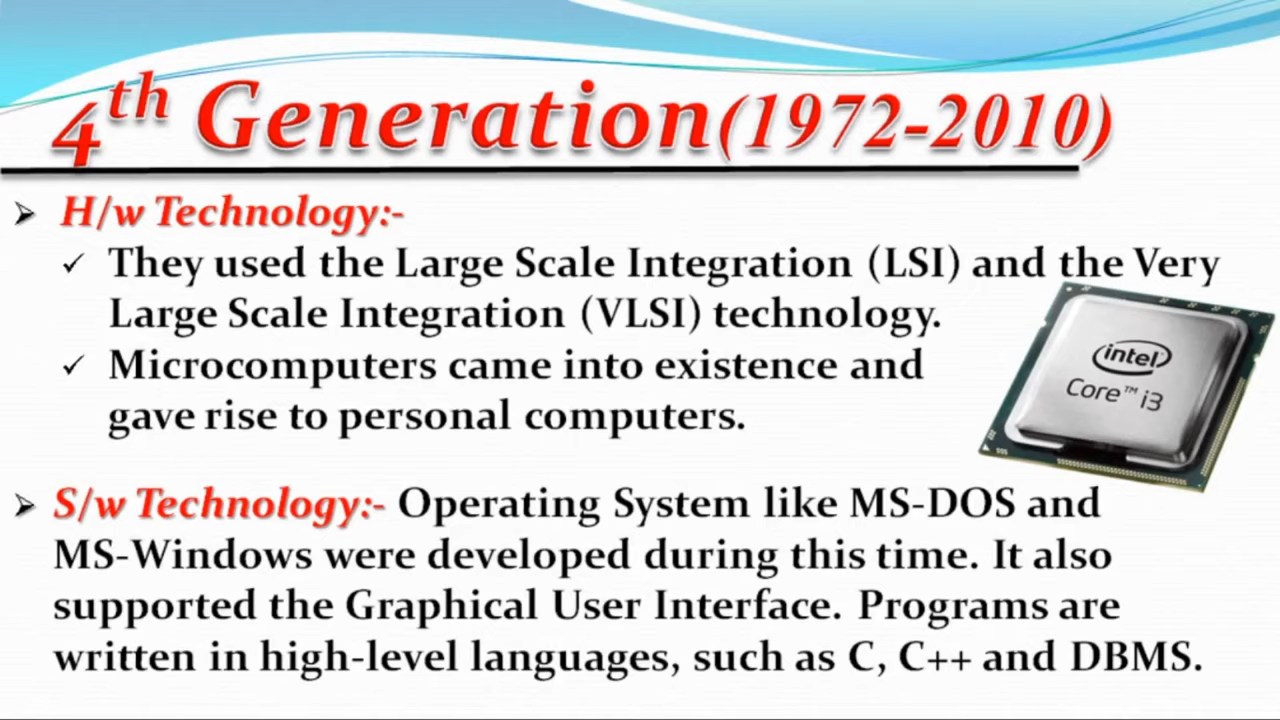 4th Generation(1972-2010)
➢ H/w Technology:-
✓ They used the Large Scale Integration (LSI) and the Very
Large Scale Integration (VLSI) technology.
✓ Microcomputers came into existence and
gave rise to personal computers.
intel
Core™ i3
➢ S/w Technology:- Operating System like MS-DOS and
MS-Windows were developed during this time. It also
supported the Graphical User Interface. Programs are
written in high-level languages, such as C, C++ and DBMS.